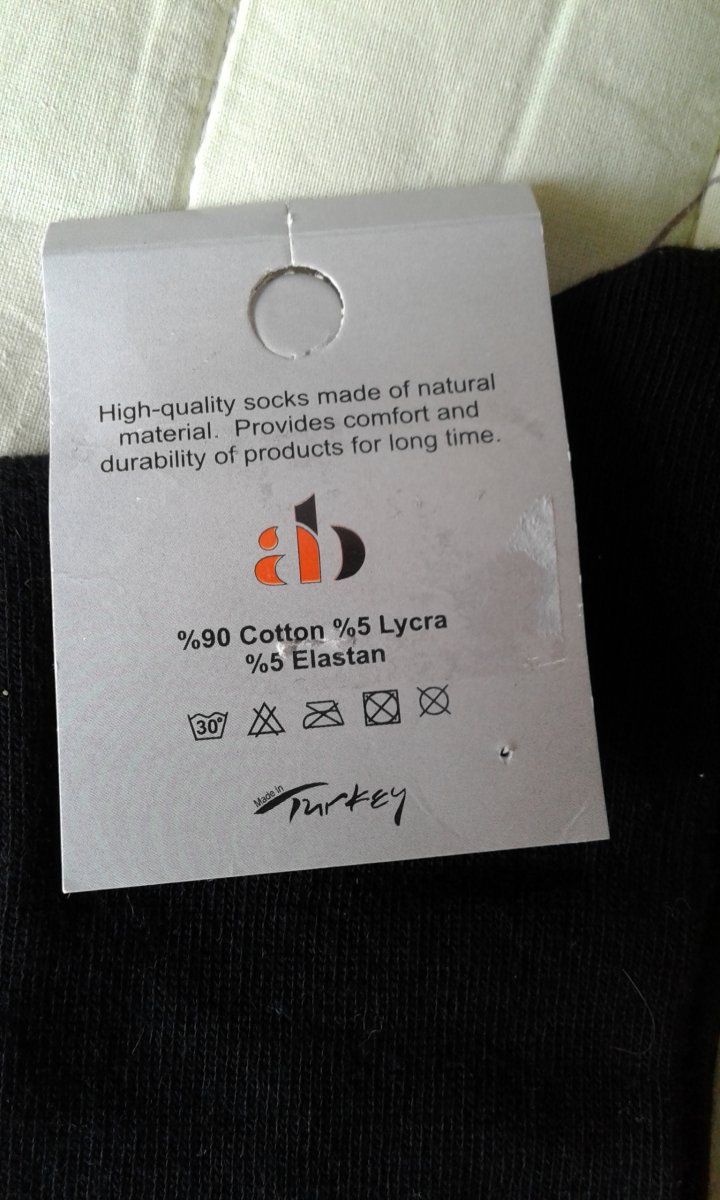 High-quality socks made of natural
material. Provides comfort and
durability of products for long time.
ab
%90 Cotton %5 Lycra
%5 Elastan
30°
Made in Turkey